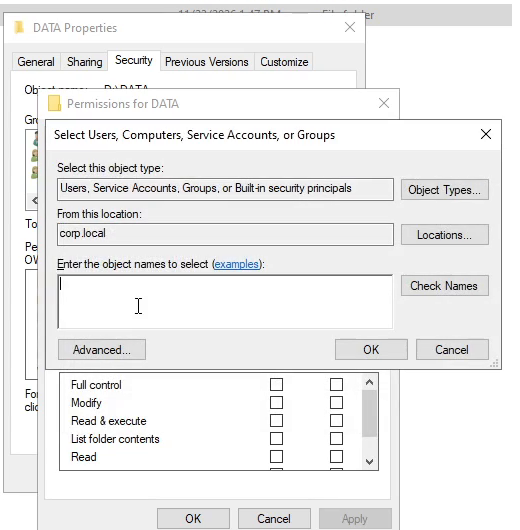 File folder
DATA Properties
General
Sharing
Security
Previous Versions
Customize
D:\DATA
Permissions for DATA
Select Users, Computers, Service Accounts, or Groups
Select this object type:
Users, Service Accounts, Groups, or Built-in security principals
Object Types...
From this location:
corp.local
Locations...
Enter the object names to select (examples):
Check Names
Advanced...
OK
Cancel
Full control
Modify
Read & execute
List folder contents
Read
OK
Cancel
Apply